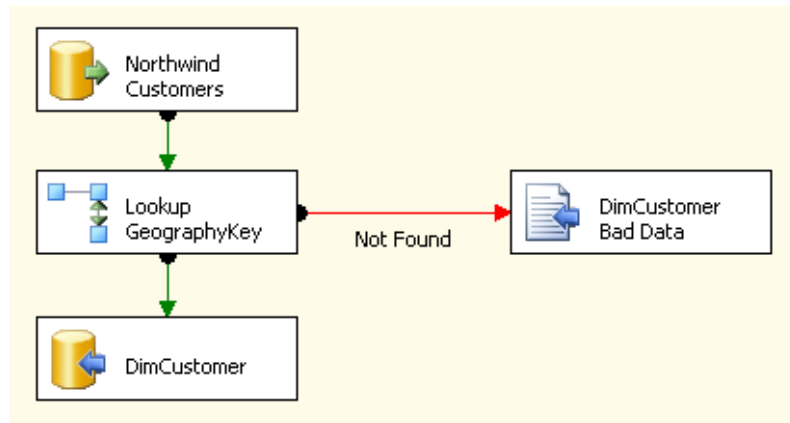 Northwind
Customers
Lookup
GeographyKey
Not Found
DimCustomer
Bad Data
DimCustomer